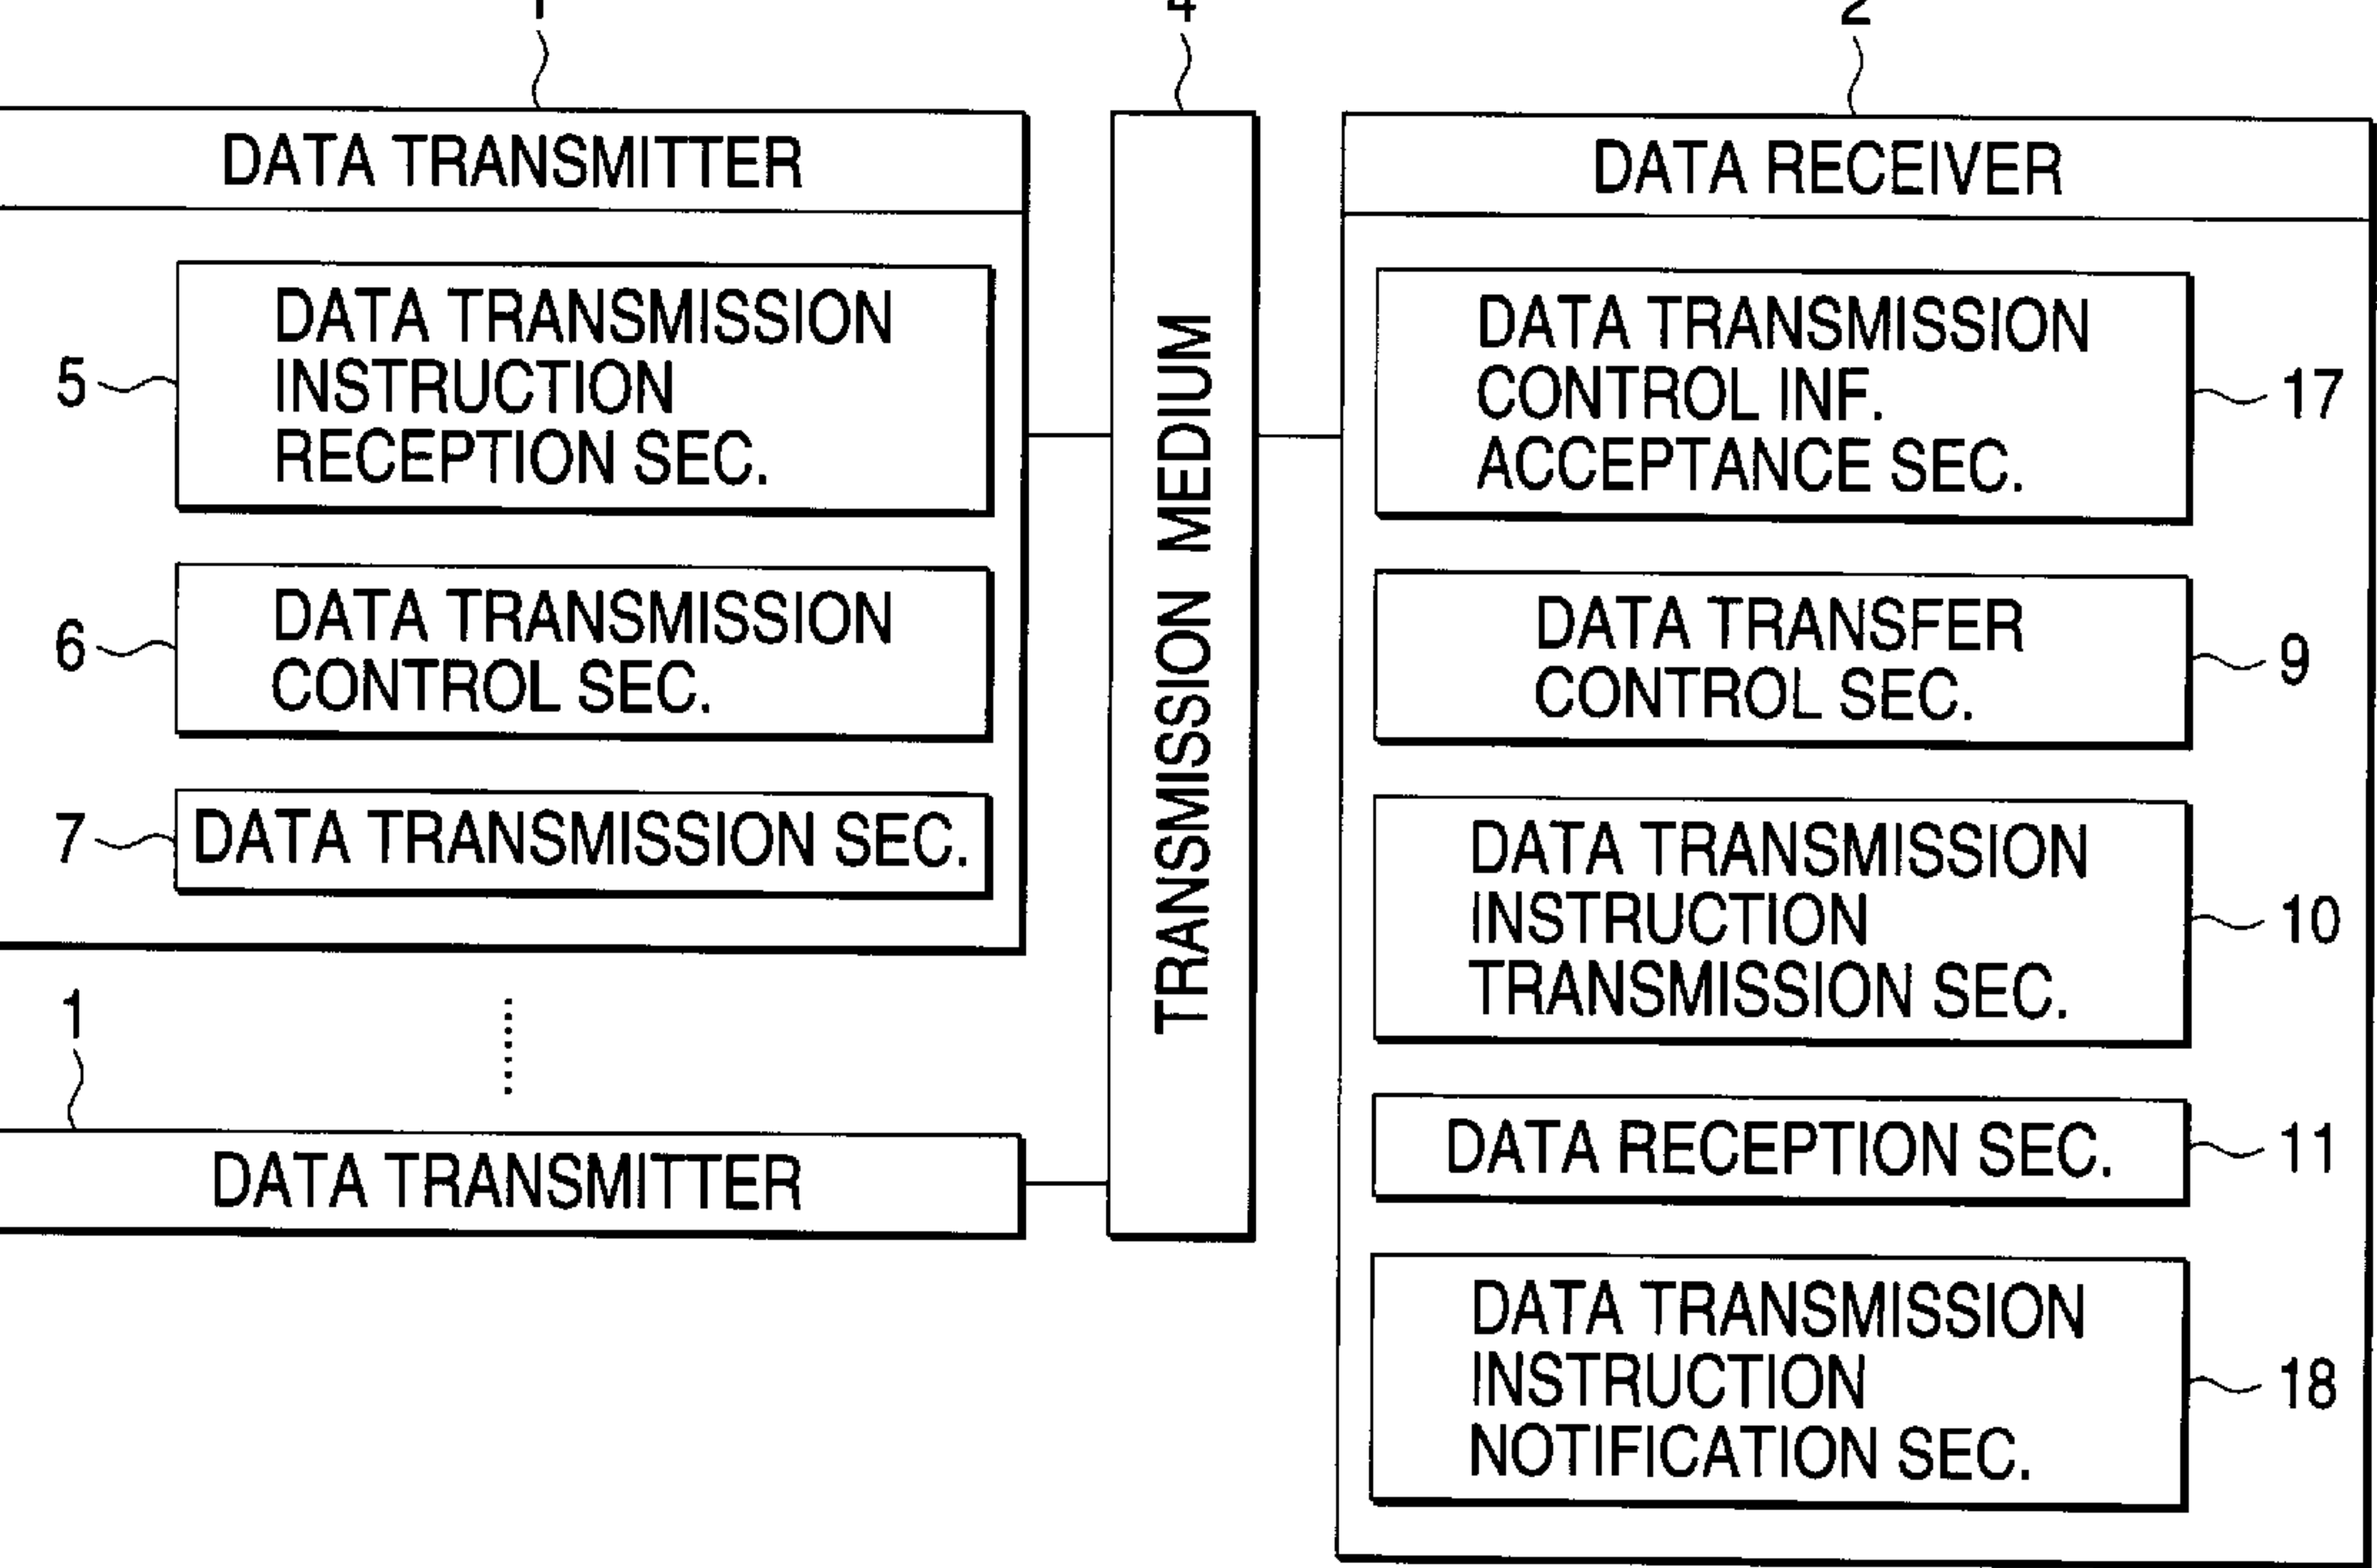 4
2
DATA TRANSMITTER
5
DATA TRANSMISSION
INSTRUCTION
RECEPTION SEC.
6
DATA TRANSMISSION
CONTROL SEC.
7
DATA TRANSMISSION SEC.
1
DATA TRANSMITTER
TRANSMISSION MEDIUM
DATA RECEIVER
DATA TRANSMISSION
CONTROL INF.
ACCEPTANCE SEC.
17
DATA TRANSFER
CONTROL SEC.
9
DATA TRANSMISSION
INSTRUCTION
TRANSMISSION SEC.
10
DATA RECEPTION SEC.
11
DATA TRANSMISSION
INSTRUCTION
NOTIFICATION SEC.
18